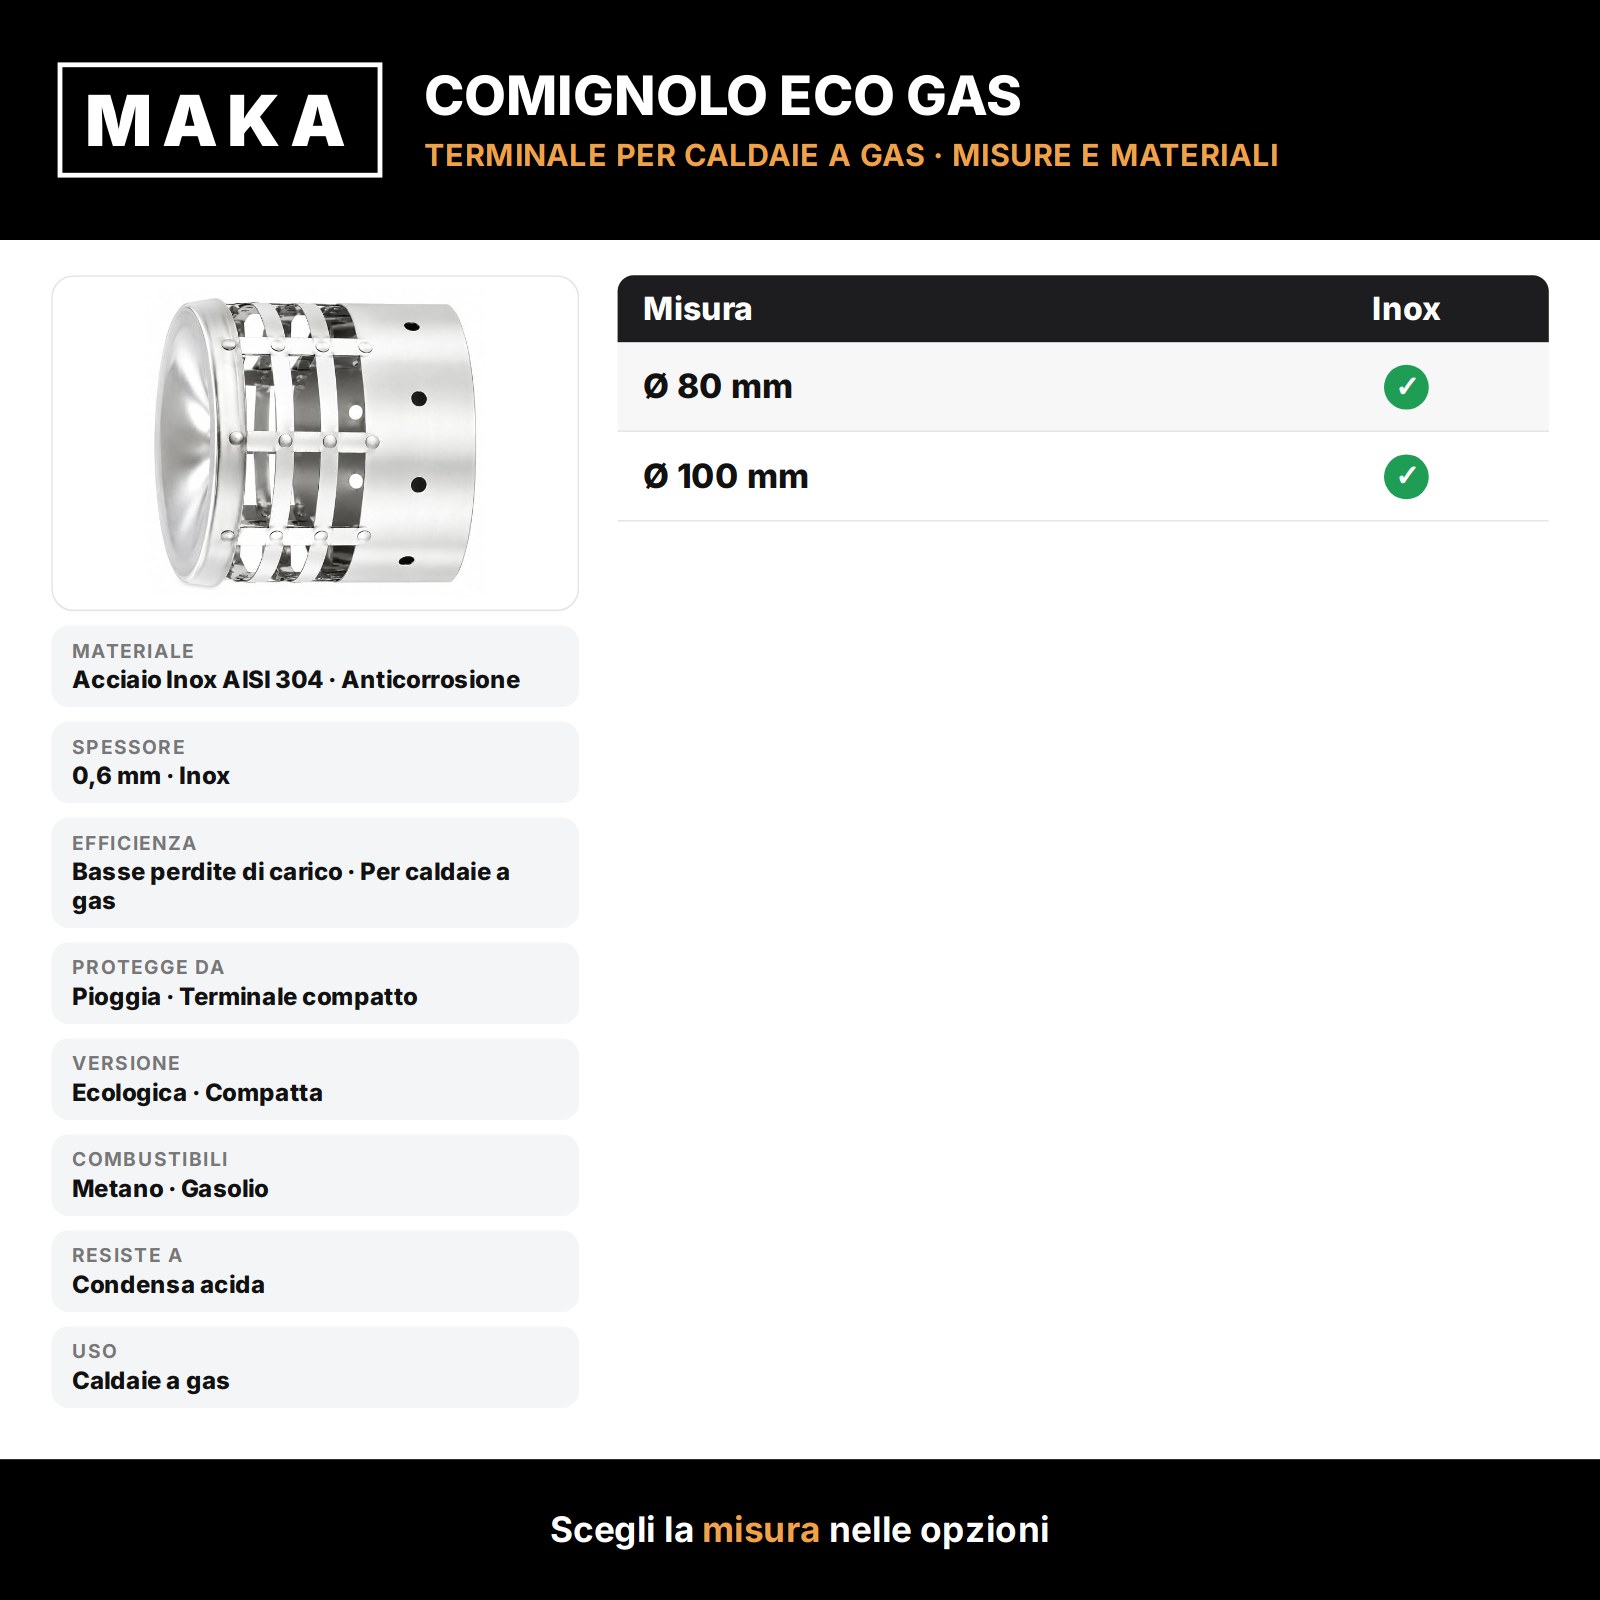 MAKA
COMIGNOLO ECO GAS
TERMINALE PER CALDAIE A GAS · MISURE E MATERIALI
Misura Inox
Ø 80 mm ✓
Ø 100 mm ✓
MATERIALE
Acciaio Inox AISI 304 · Anticorrosione
SPESSORE
0,6 mm · Inox
EFFICIENZA
Basse perdite di carico · Per caldaie a
gas
PROTEGGE DA
Pioggia · Terminale compatto
VERSIONE
Ecologica · Compatta
COMBUSTIBILI
Metano · Gasolio
RESISTE A
Condensa acida
USO
Caldaie a gas
Scegli la misura nelle opzioni